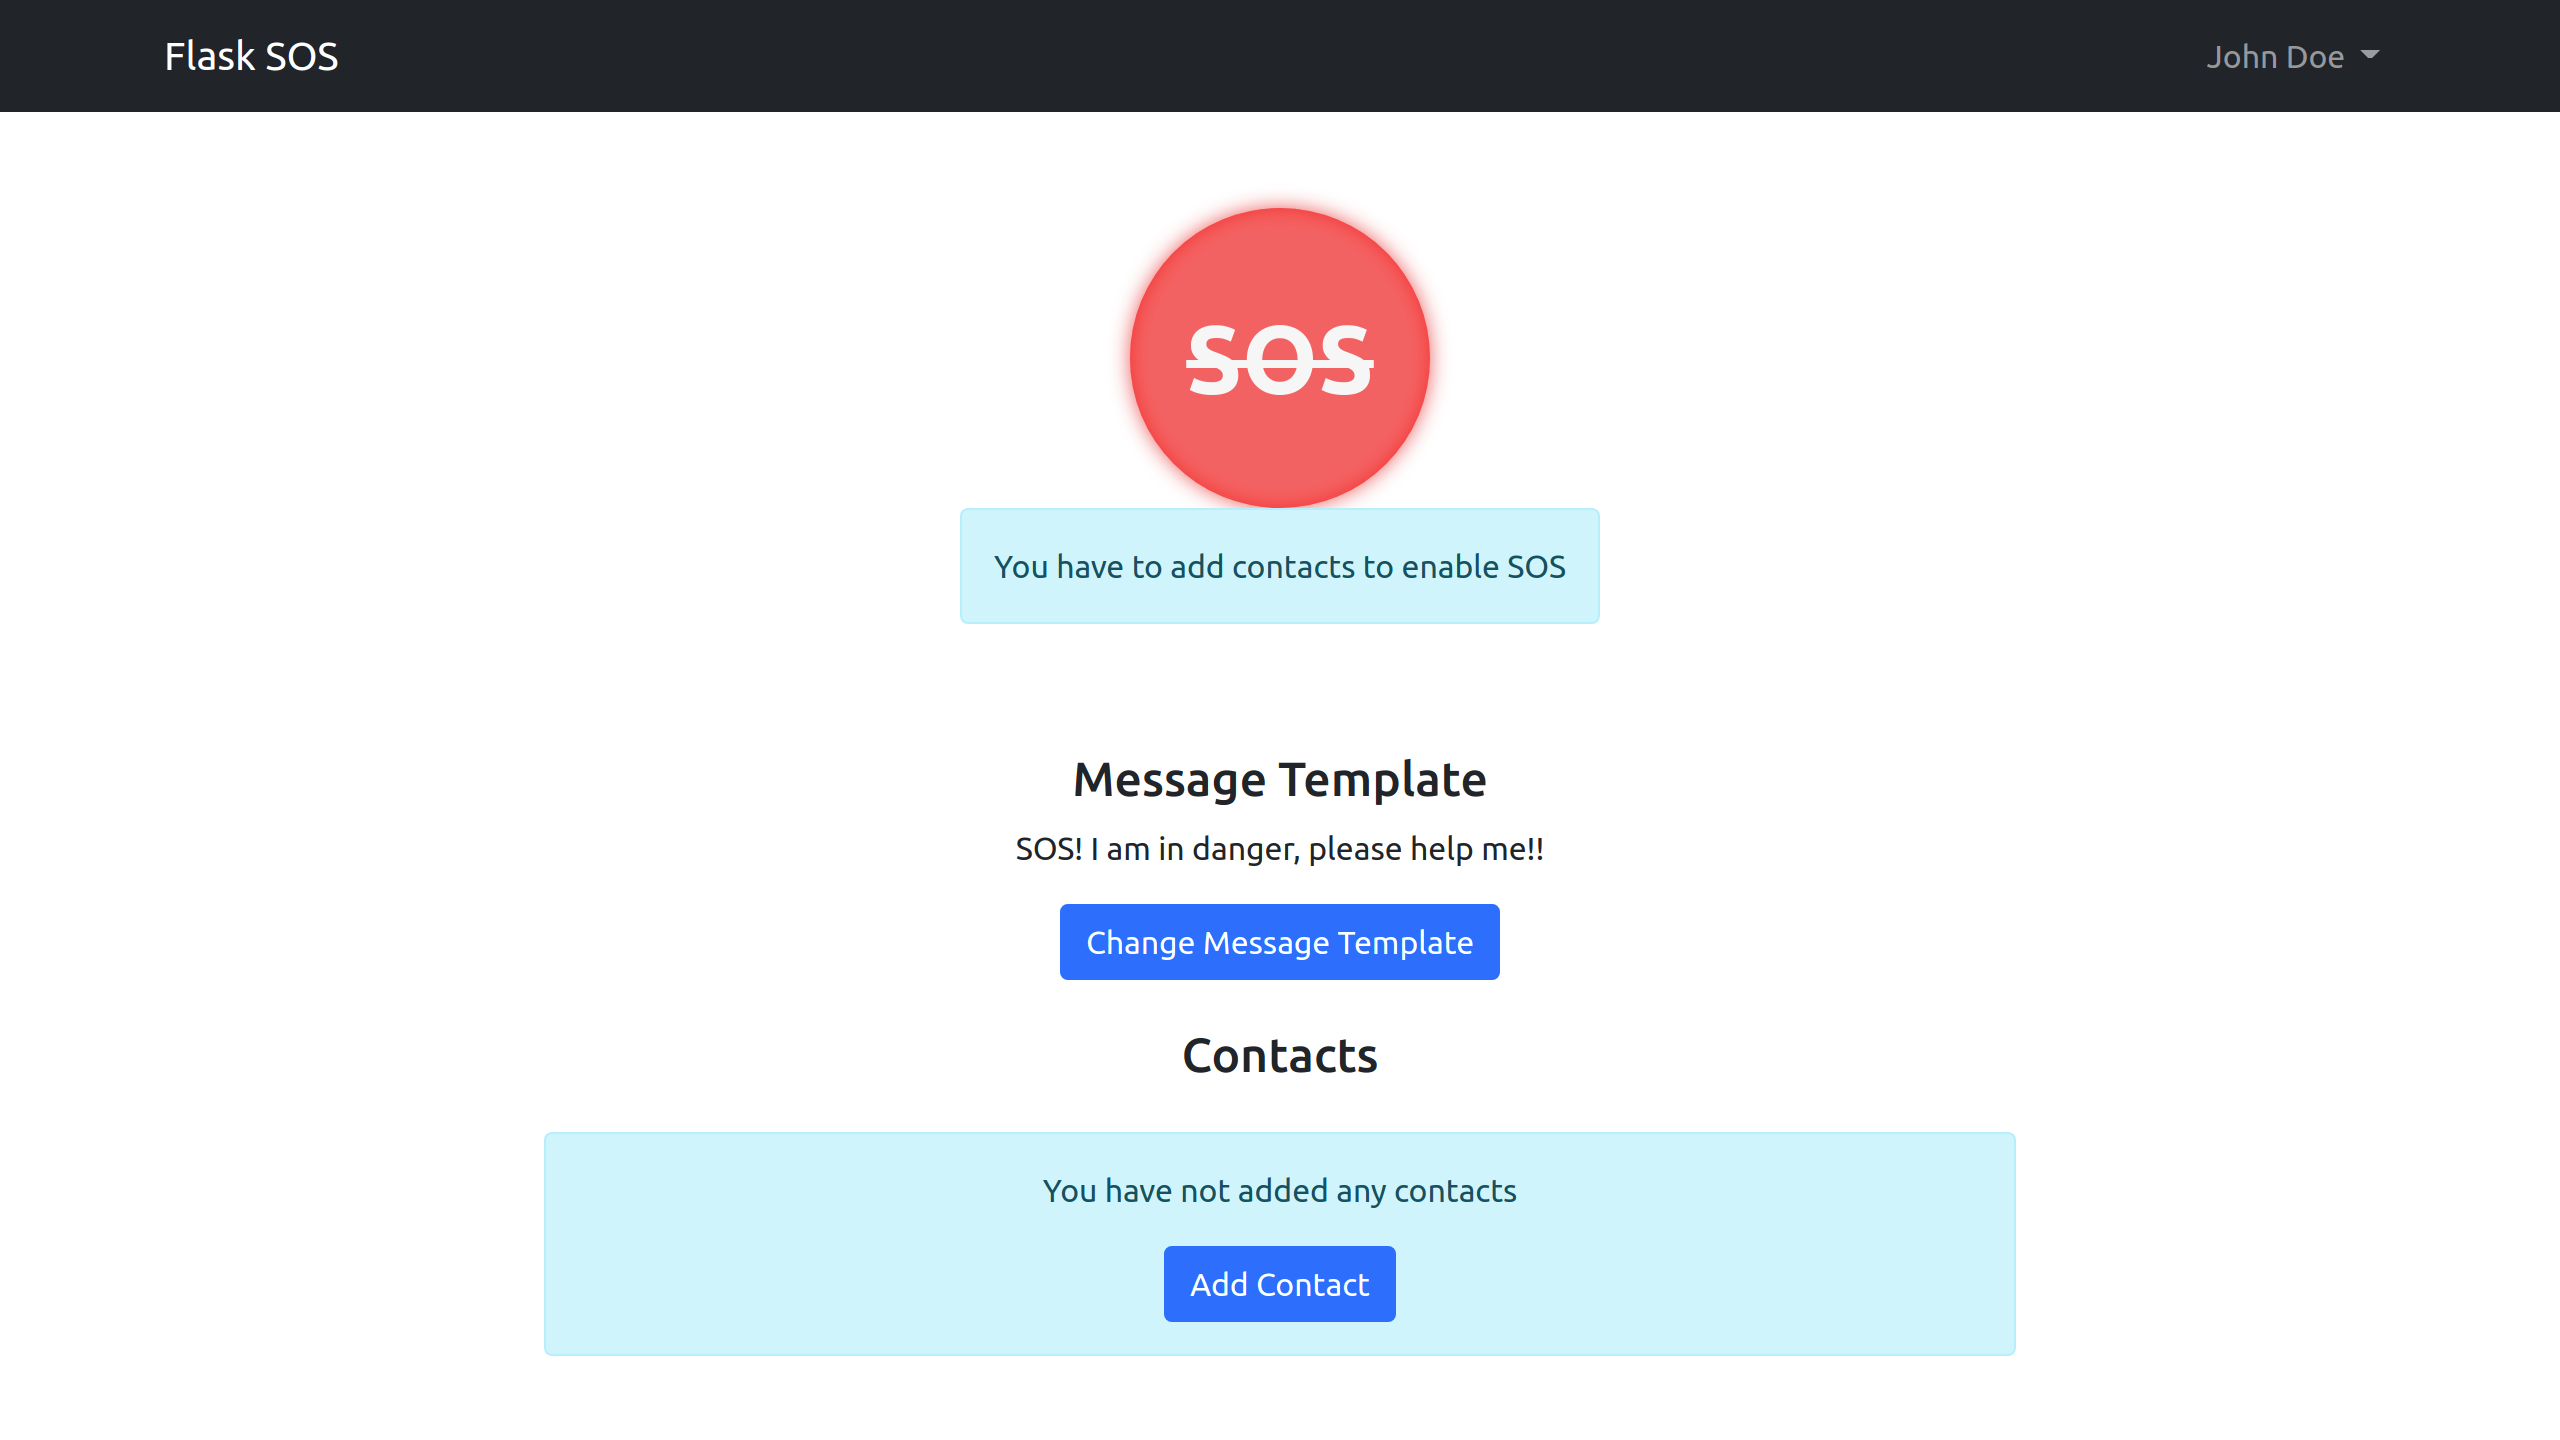 Flask SOS
John Doe
SOS
You have to add contacts to enable SOS
Message Template
SOS! I am in danger, please help me!!
Change Message Template
Contacts
You have not added any contacts
Add Contact